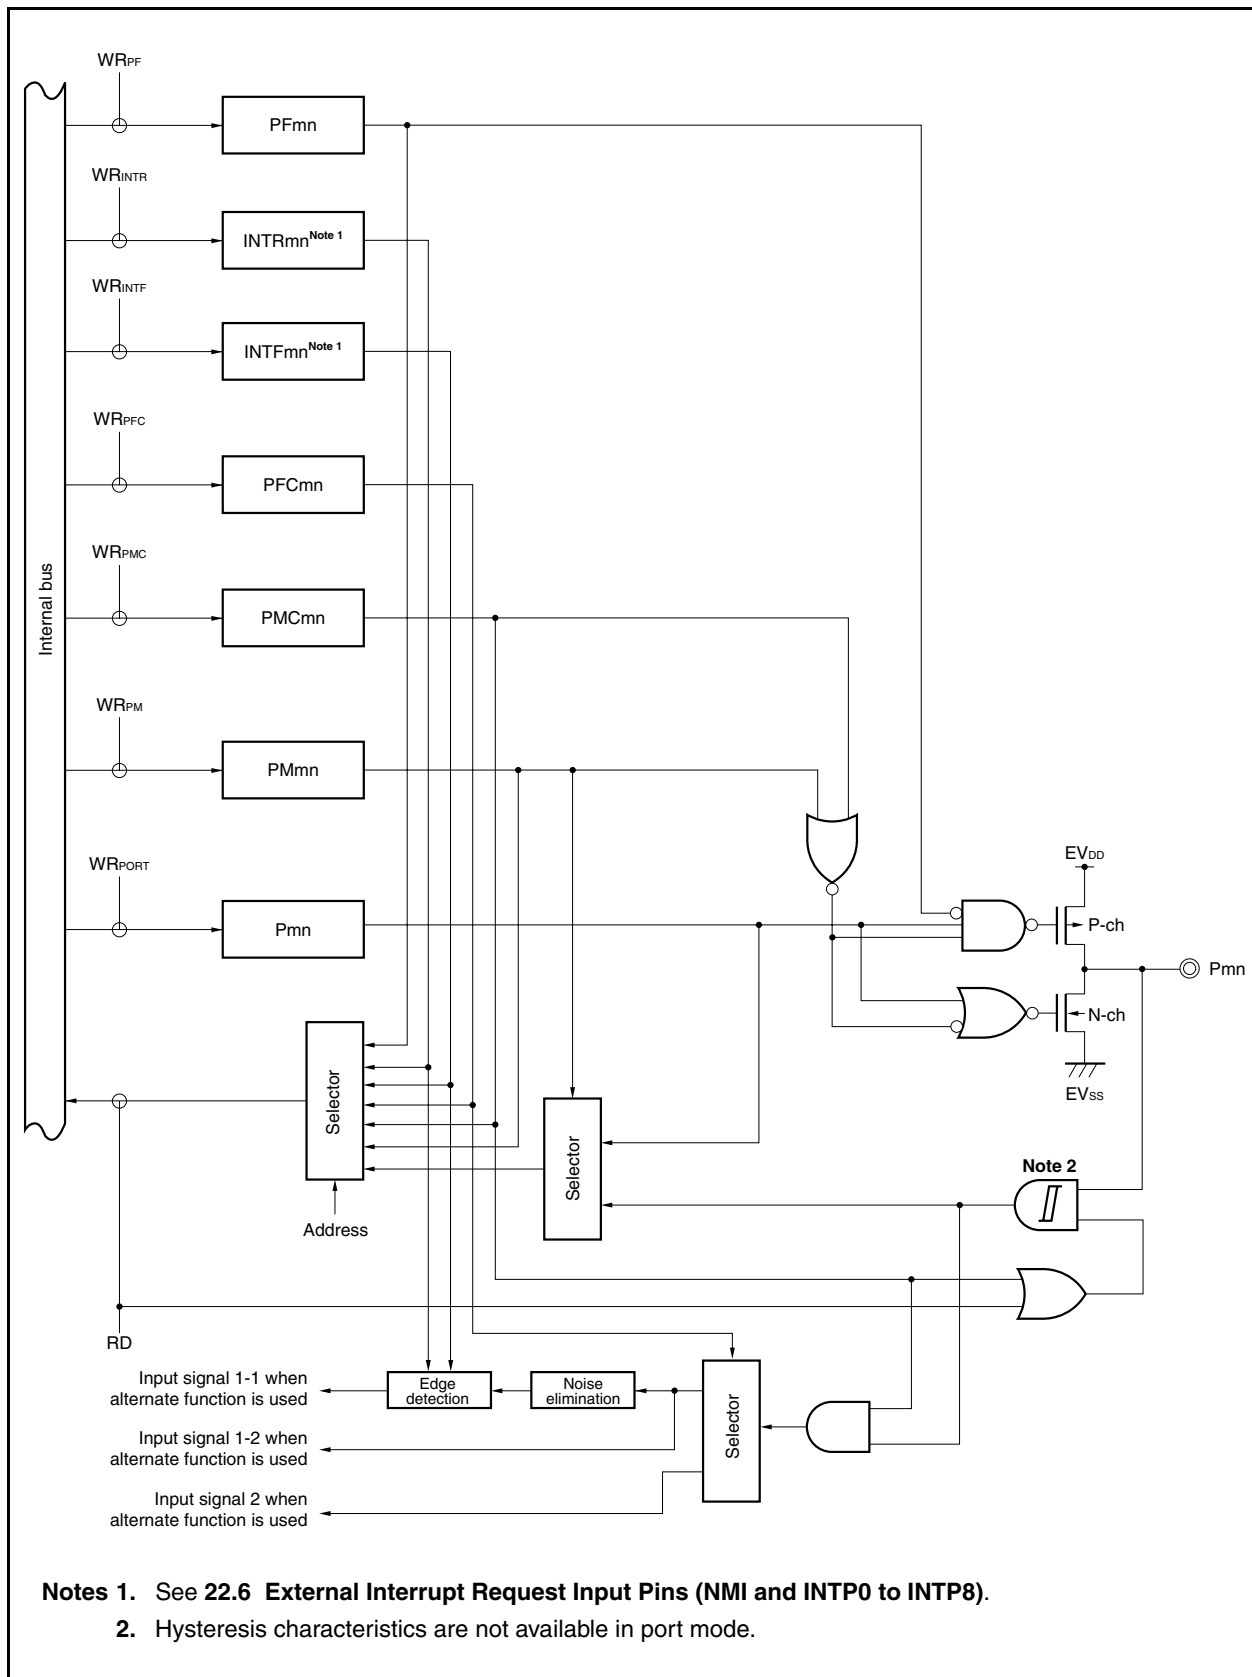 WRPF
PFmn
WRINTR
INTRmn Note 1
WRINTF
INTFmn Note 1
WRPFC
PFCmn
WRPMC
PMCmn
Internal bus
WRPM
PMmn
WRPORT
Pmn
EVDD
P-ch
Pmn
N-ch
EVSS
Selector
Selector
Note 2
Address
RD
Input signal 1-1 when
alternate function is used
Edge
detection
Noise
elimination
Selector
Input signal 1-2 when
alternate function is used
Input signal 2 when
alternate function is used
Notes 1. See 22.6 External Interrupt Request Input Pins (NMI and INTP0 to INTP8).
2. Hysteresis characteristics are not available in port mode.